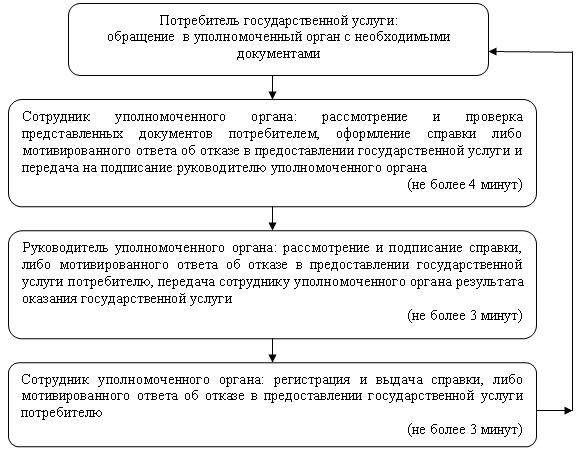 Потребитель государственной услуги:
обращение в уполномоченный орган с необходимыми
документами
Сотрудник уполномоченного органа: рассмотрение и проверка
представленных документов потребителем, оформление справки либо
мотивированного ответа об отказе в предоставлении государственной услуги и
передача на подписание руководителю уполномоченного органа
(не более 4 минут)
Руководитель уполномоченного органа: рассмотрение и подписание справки,
либо мотивированного ответа об отказе в предоставлении государственной
услуги потребителю, передача сотруднику уполномоченного органа результата
оказания государственной услуги
(не более 3 минут)
Сотрудник уполномоченного органа: регистрация и выдача справки, либо
мотивированного ответа об отказе в предоставлении государственной услуги
потребителю
(не более 3 минут)